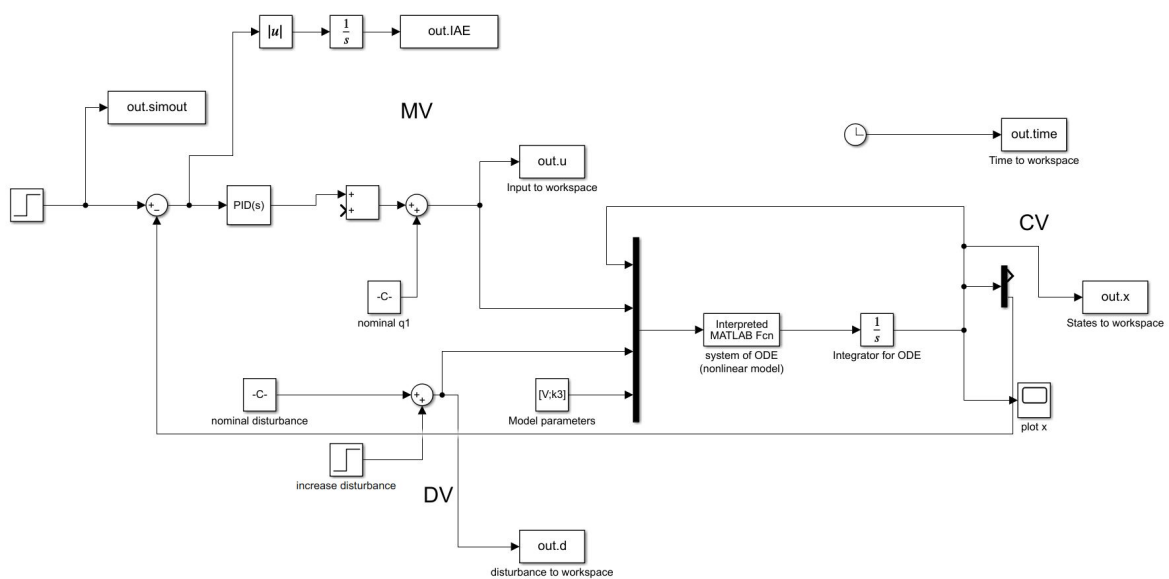 |u|
1
s
out.IAE
out.simout
MV
out.time
Time to workspace
out.u
Input to workspace
+
−
PID(s)
+
+
+
+
CV
-C-
nominal q1
out.x
States to workspace
Interpreted
MATLAB Fcn
system of ODE
(nonlinear model)
1
s
Integrator for ODE
-C-
nominal disturbance
+
+
[V;k3]
Model parameters
plot x
increase disturbance
DV
out.d
disturbance to workspace